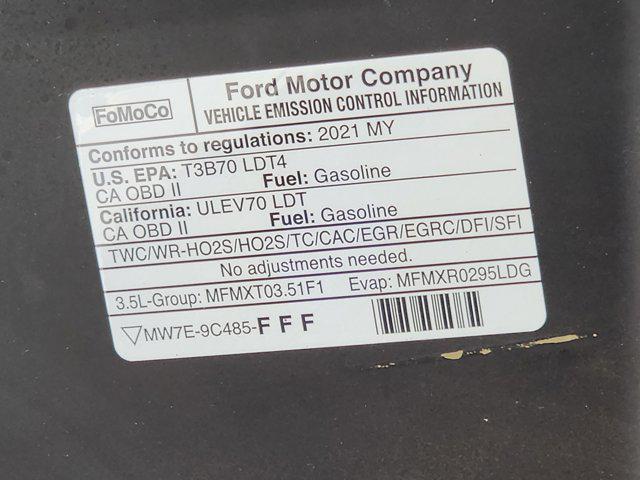 FoMoCo
Ford Motor Company
VEHICLE EMISSION CONTROL INFORMATION
Conforms to regulations: 2021 MY
U.S. EPA: T3B70 LDT4
CA OBD II Fuel: Gasoline
California: ULEV70 LDT
CA OBD II Fuel: Gasoline
TWC/WR-HO2S/HO2S/TC/CAC/EGR/EGRC/DFI/SFI
No adjustments needed.
3.5L-Group: MFMXT03.51F1 Evap: MFMXR0295LDG
MW7E-9C485-FFF